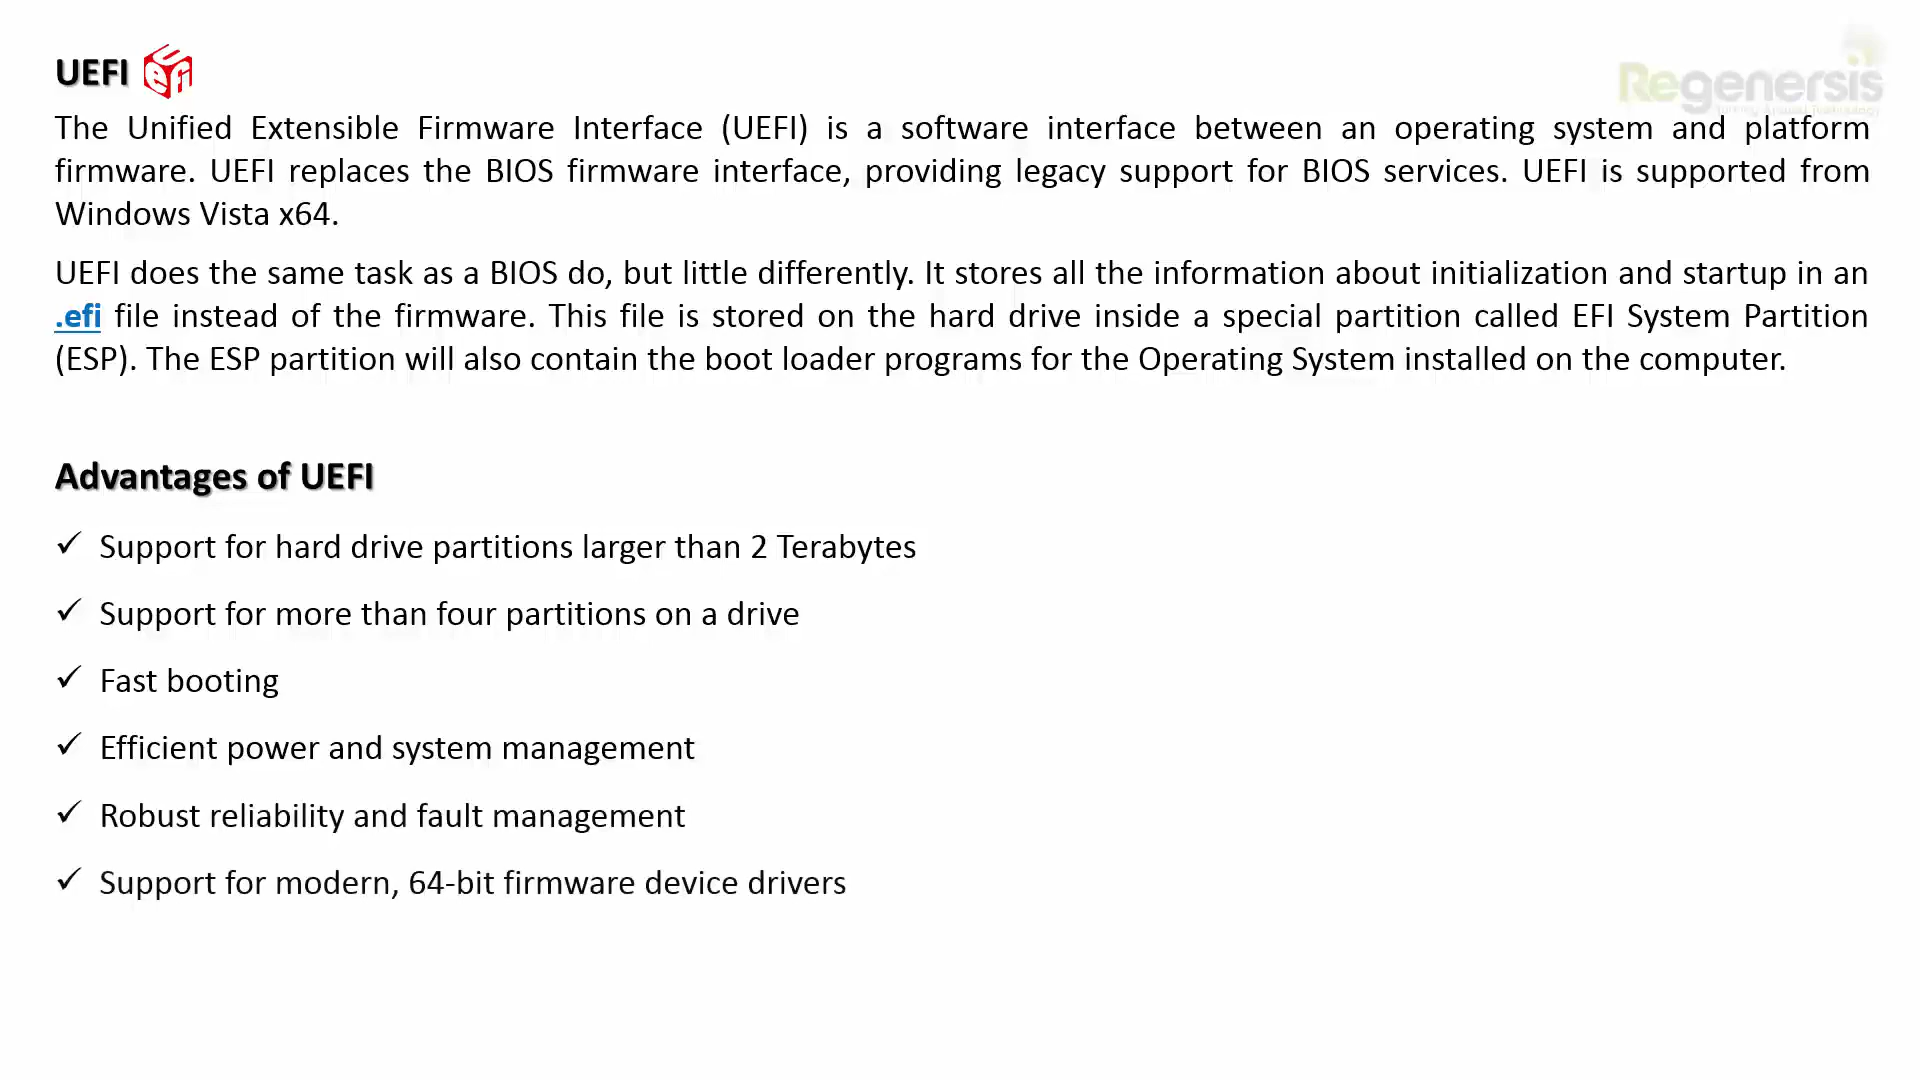 UEFI
Regenersis
The Unified Extensible Firmware Interface (UEFI) is a software interface between an operating system and platform
firmware. UEFI replaces the BIOS firmware interface, providing legacy support for BIOS services. UEFI is supported from
Windows Vista x64.
UEFI does the same task as a BIOS do, but little differently. It stores all the information about initialization and startup in an
.efi file instead of the firmware. This file is stored on the hard drive inside a special partition called EFI System Partition
(ESP). The ESP partition will also contain the boot loader programs for the Operating System installed on the computer.
Advantages of UEFI
✓ Support for hard drive partitions larger than 2 Terabytes
✓ Support for more than four partitions on a drive
✓ Fast booting
✓ Efficient power and system management
✓ Robust reliability and fault management
✓ Support for modern, 64-bit firmware device drivers